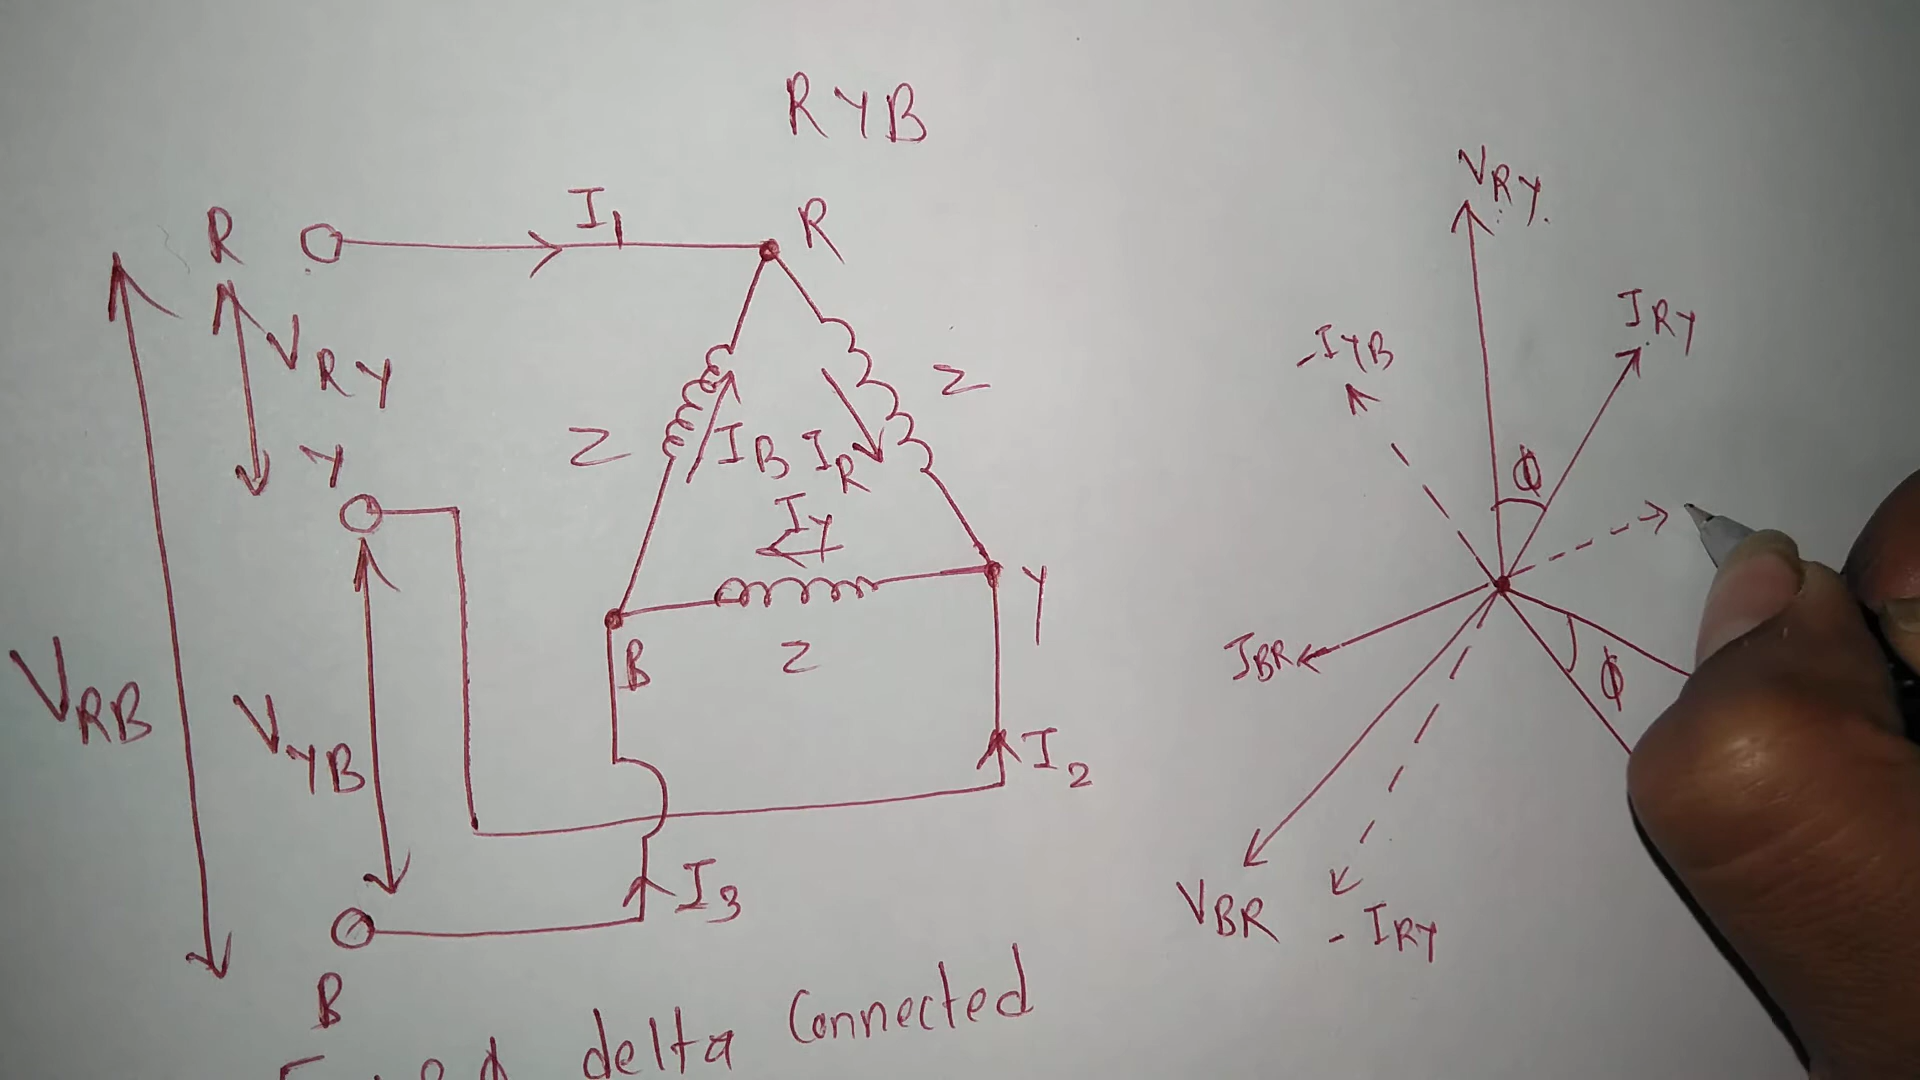 RYB
R
I1
R
VRY
Z
Z
IB
IR
IY
Y
B
Z
Y
VRB
VYB
I2
I3
B
delta Connected
VRY
IRY
-IYB
ϕ
IBR
ϕ
VBR
- IRY